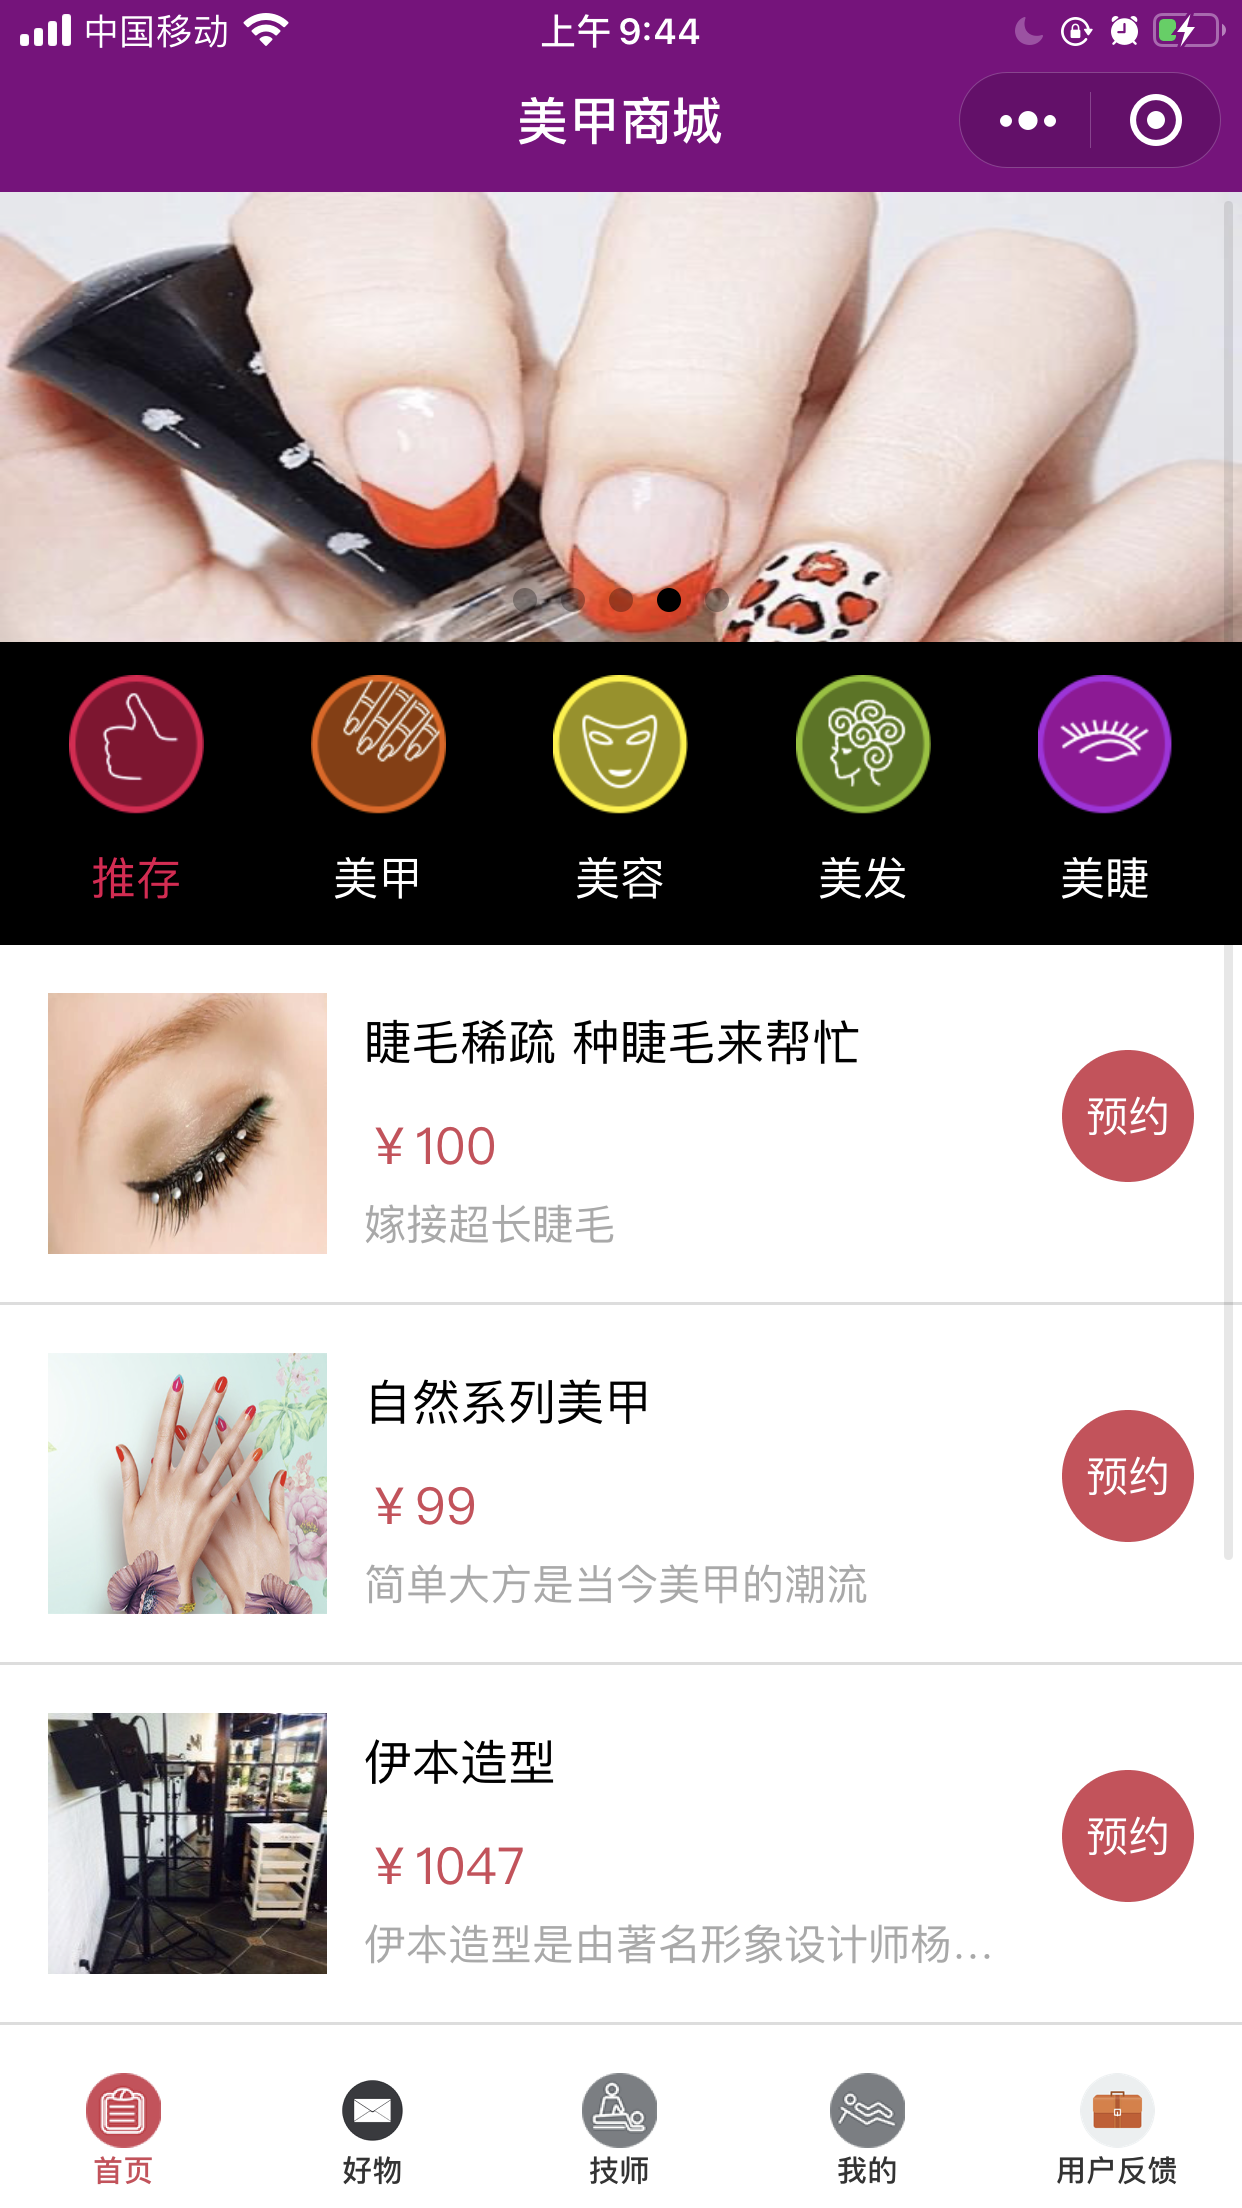 中国移动
上午 9:44
美甲商城
推存
美甲
美容
美发
美睫
睫毛稀疏 种睫毛来帮忙
¥100
嫁接超长睫毛
预约
自然系列美甲
¥99
简单大方是当今美甲的潮流
预约
伊本造型
¥1047
伊本造型是由著名形象设计师杨...
预约
首页
好物
技师
我的
用户反馈